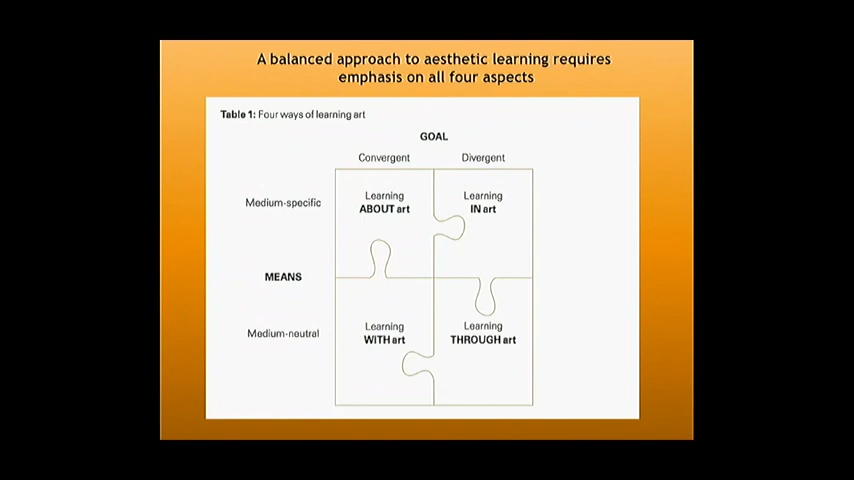 A balanced approach to aesthetic learning requires
emphasis on all four aspects
Table 1: Four ways of learning art
GOAL
Convergent
Divergent
Medium-specific
Learning
ABOUT art
Learning
IN art
MEANS
Medium-neutral
Learning
WITH art
Learning
THROUGH art